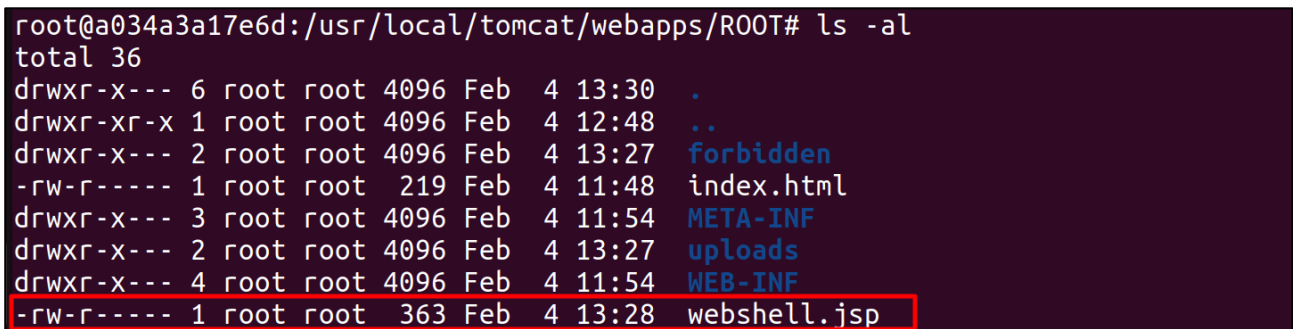 root@a034a3a17e6d:/usr/local/tomcat/webapps/ROOT# ls -al
total 36
drwxr-x--- 6 root root 4096 Feb  4 13:30 .
drwxr-xr-x 1 root root 4096 Feb  4 12:48 ..
drwxr-x--- 2 root root 4096 Feb  4 13:27 forbidden
-rw-r----- 1 root root  219 Feb  4 11:48 index.html
drwxr-x--- 3 root root 4096 Feb  4 11:54 META-INF
drwxr-x--- 2 root root 4096 Feb  4 13:27 uploads
drwxr-x--- 4 root root 4096 Feb  4 11:54 WEB-INF
-rw-r----- 1 root root  363 Feb  4 13:28 webshell.jsp